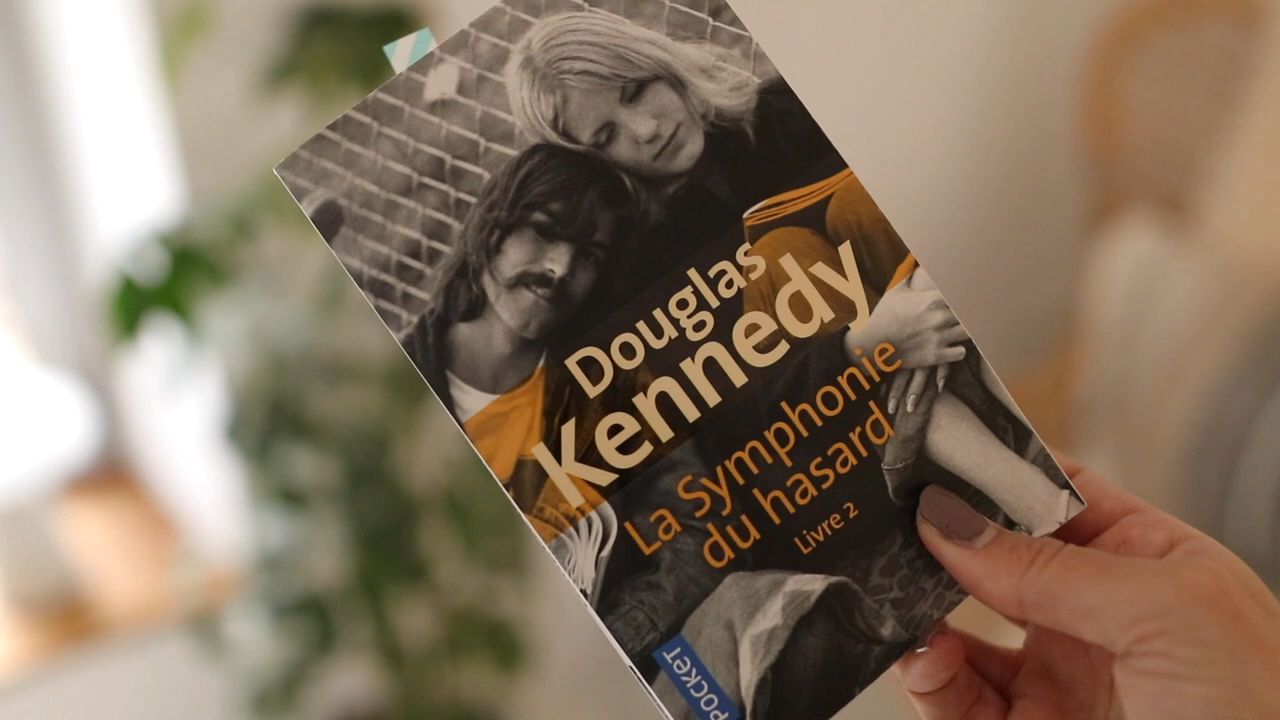 Douglas
Kennedy
La Symphonie
du hasard
Livre 2
POCKET